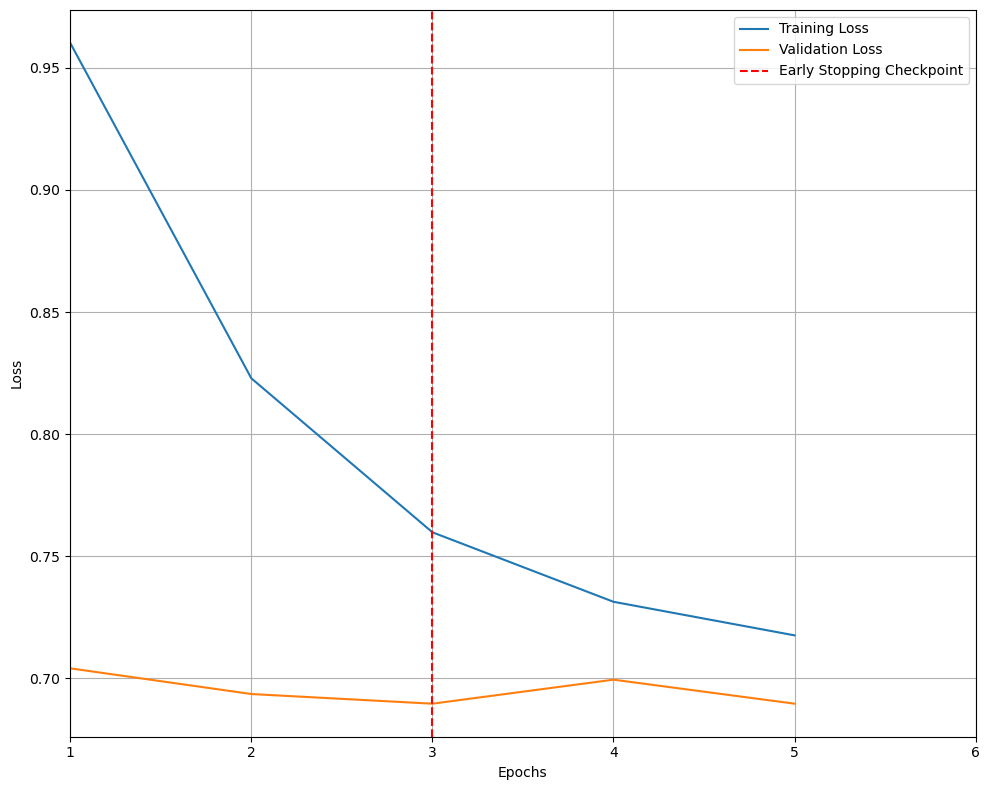 Training Loss
Validation Loss
Early Stopping Checkpoint
0.95
0.90
0.85
0.80
0.75
0.70
Loss
1 2 3 4 5 6
Epochs